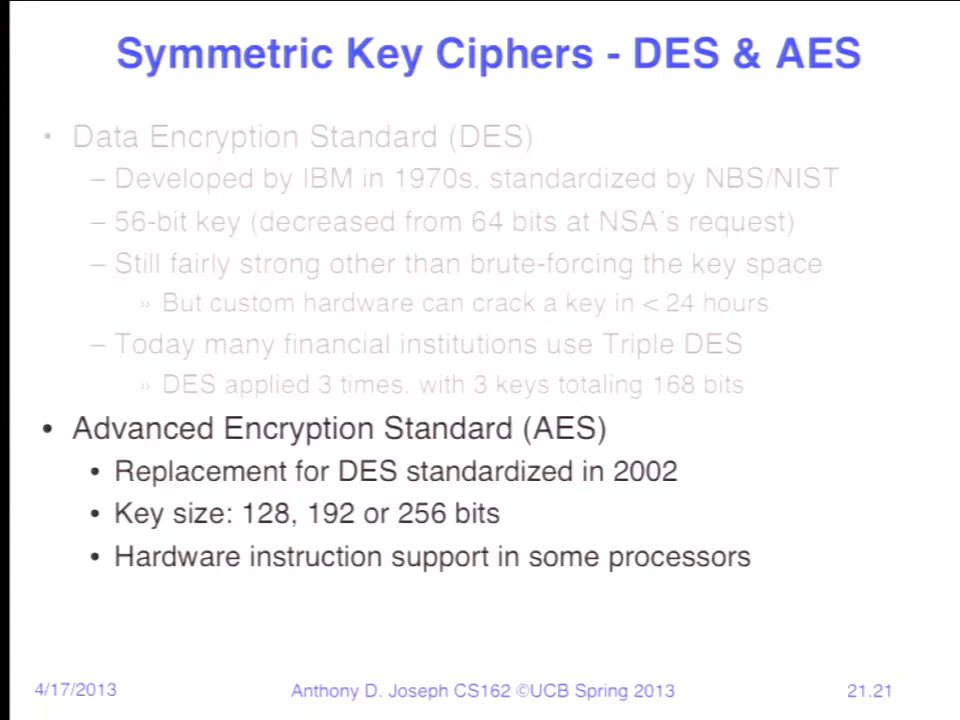 Symmetric Key Ciphers - DES & AES
• Data Encryption Standard (DES)
– Developed by IBM in 1970s, standardized by NBS/NIST
– 56-bit key (decreased from 64 bits at NSA's request)
– Still fairly strong other than brute-forcing the key space
» But custom hardware can crack a key in < 24 hours
– Today many financial institutions use Triple DES
» DES applied 3 times, with 3 keys totaling 168 bits
• Advanced Encryption Standard (AES)
• Replacement for DES standardized in 2002
• Key size: 128, 192 or 256 bits
• Hardware instruction support in some processors
4/17/2013 Anthony D. Joseph CS162 ©UCB Spring 2013 21.21